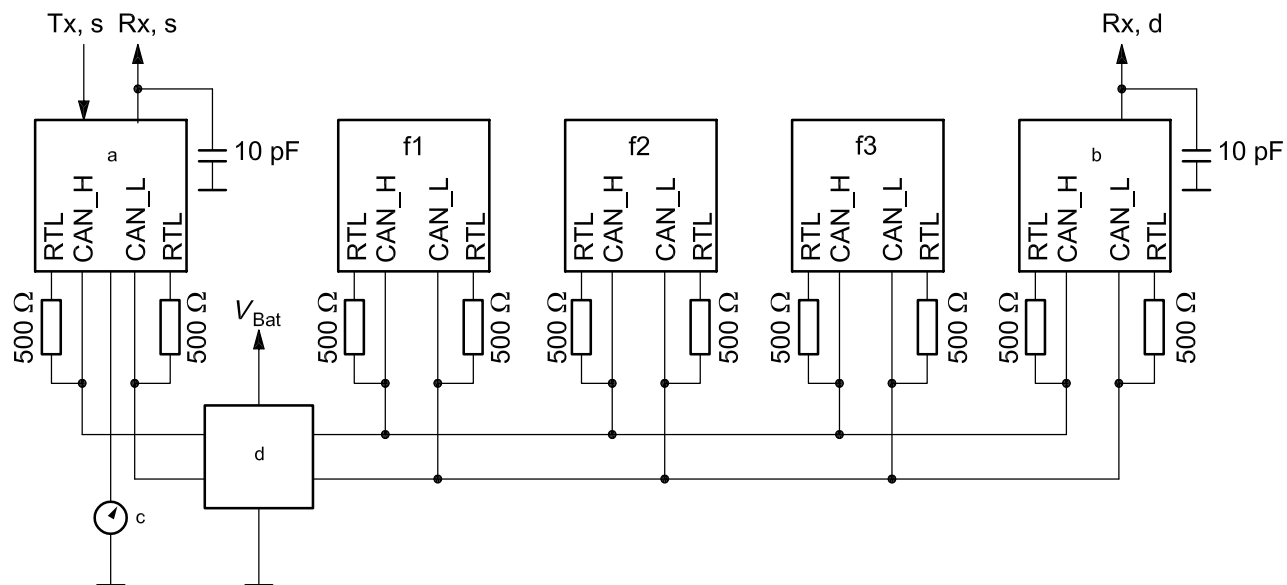 Tx, s Rx, s
Rx, d
10 pF
10 pF
a
f1
f2
f3
b
RTL CAN_H CAN_L RTL
RTL CAN_H CAN_L RTL
RTL CAN_H CAN_L RTL
RTL CAN_H CAN_L RTL
RTL CAN_H CAN_L RTL
500 Ω
500 Ω
V_Bat
500 Ω
500 Ω
500 Ω
500 Ω
500 Ω
500 Ω
500 Ω
500 Ω
d
c